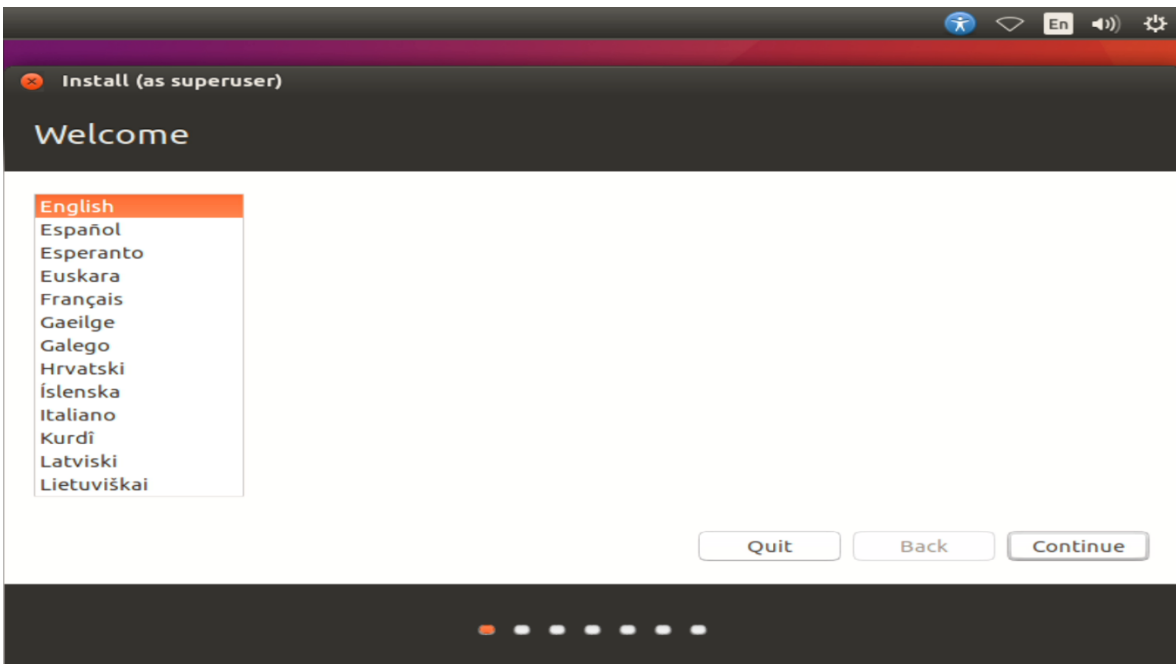 En
Install (as superuser)
Welcome
English
Español
Esperanto
Euskara
Français
Gaeilge
Galego
Hrvatski
Íslenska
Italiano
Kurdî
Latviski
Lietuviškai
Quit Back Continue